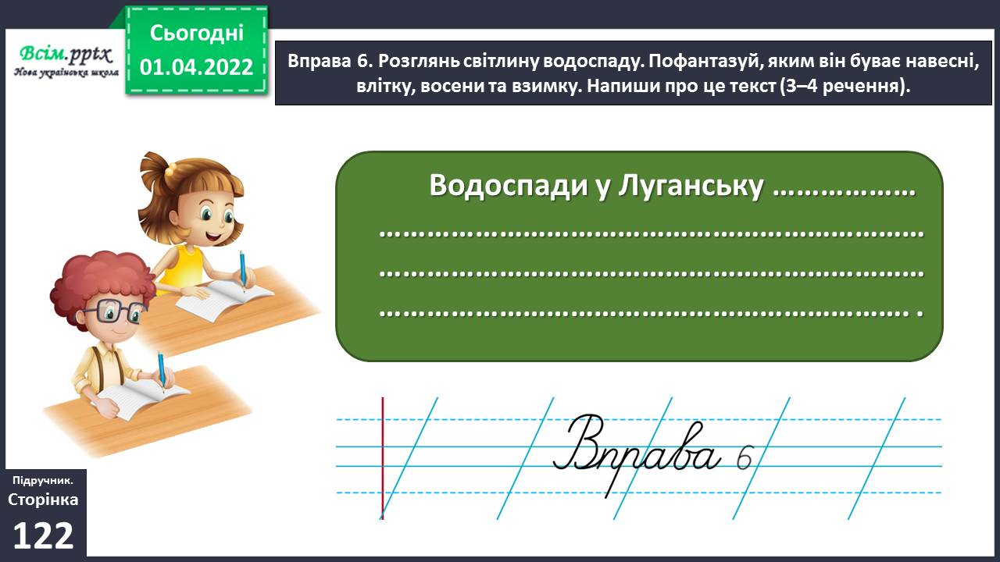 Сьогодні
01.04.2022
Всім.pptx
Нова українська школа
Вправа 6. Розглянь світлину водоспаду. Пофантазуй, яким він буває навесні,
влітку, восени та взимку. Напиши про це текст (3–4 речення).
Водоспади у Луганську ………………
……………………………………………………………
……………………………………………………………
…………………………………………………………. .
Вправа 6
Підручник.
Сторінка
122